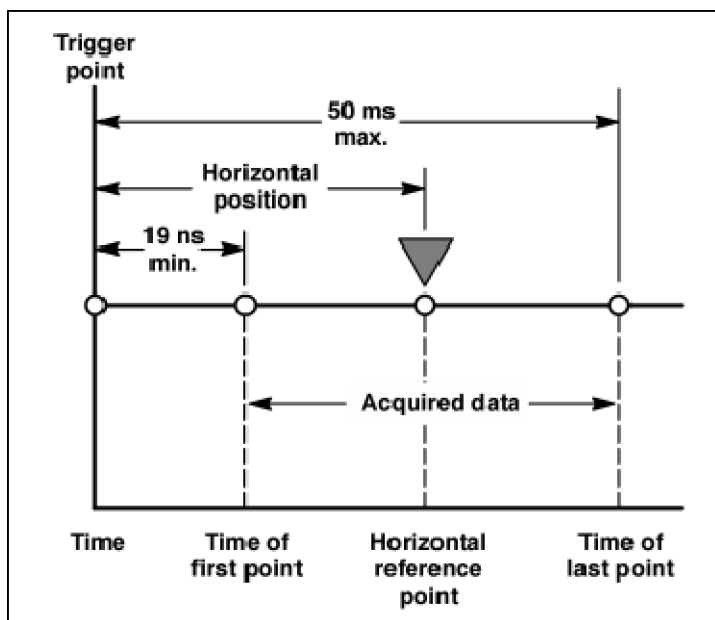 Trigger
point
50 ms
max.
Horizontal
position
19 ns
min.
Acquired data
Time
Time of
first point
Horizontal
reference
point
Time of
last point